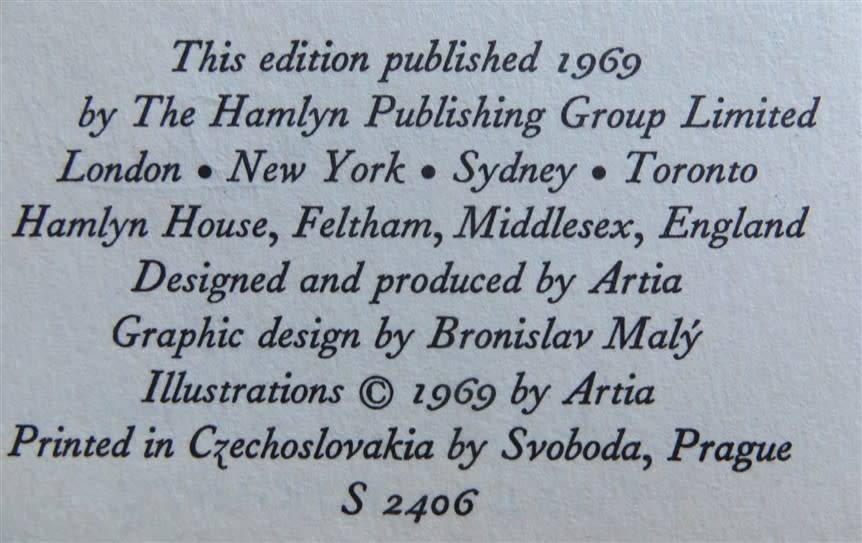 This edition published 1969
by The Hamlyn Publishing Group Limited
London • New York • Sydney • Toronto
Hamlyn House, Feltham, Middlesex, England
Designed and produced by Artia
Graphic design by Bronislav Malý
Illustrations © 1969 by Artia
Printed in Czechoslovakia by Svoboda, Prague
S 2406